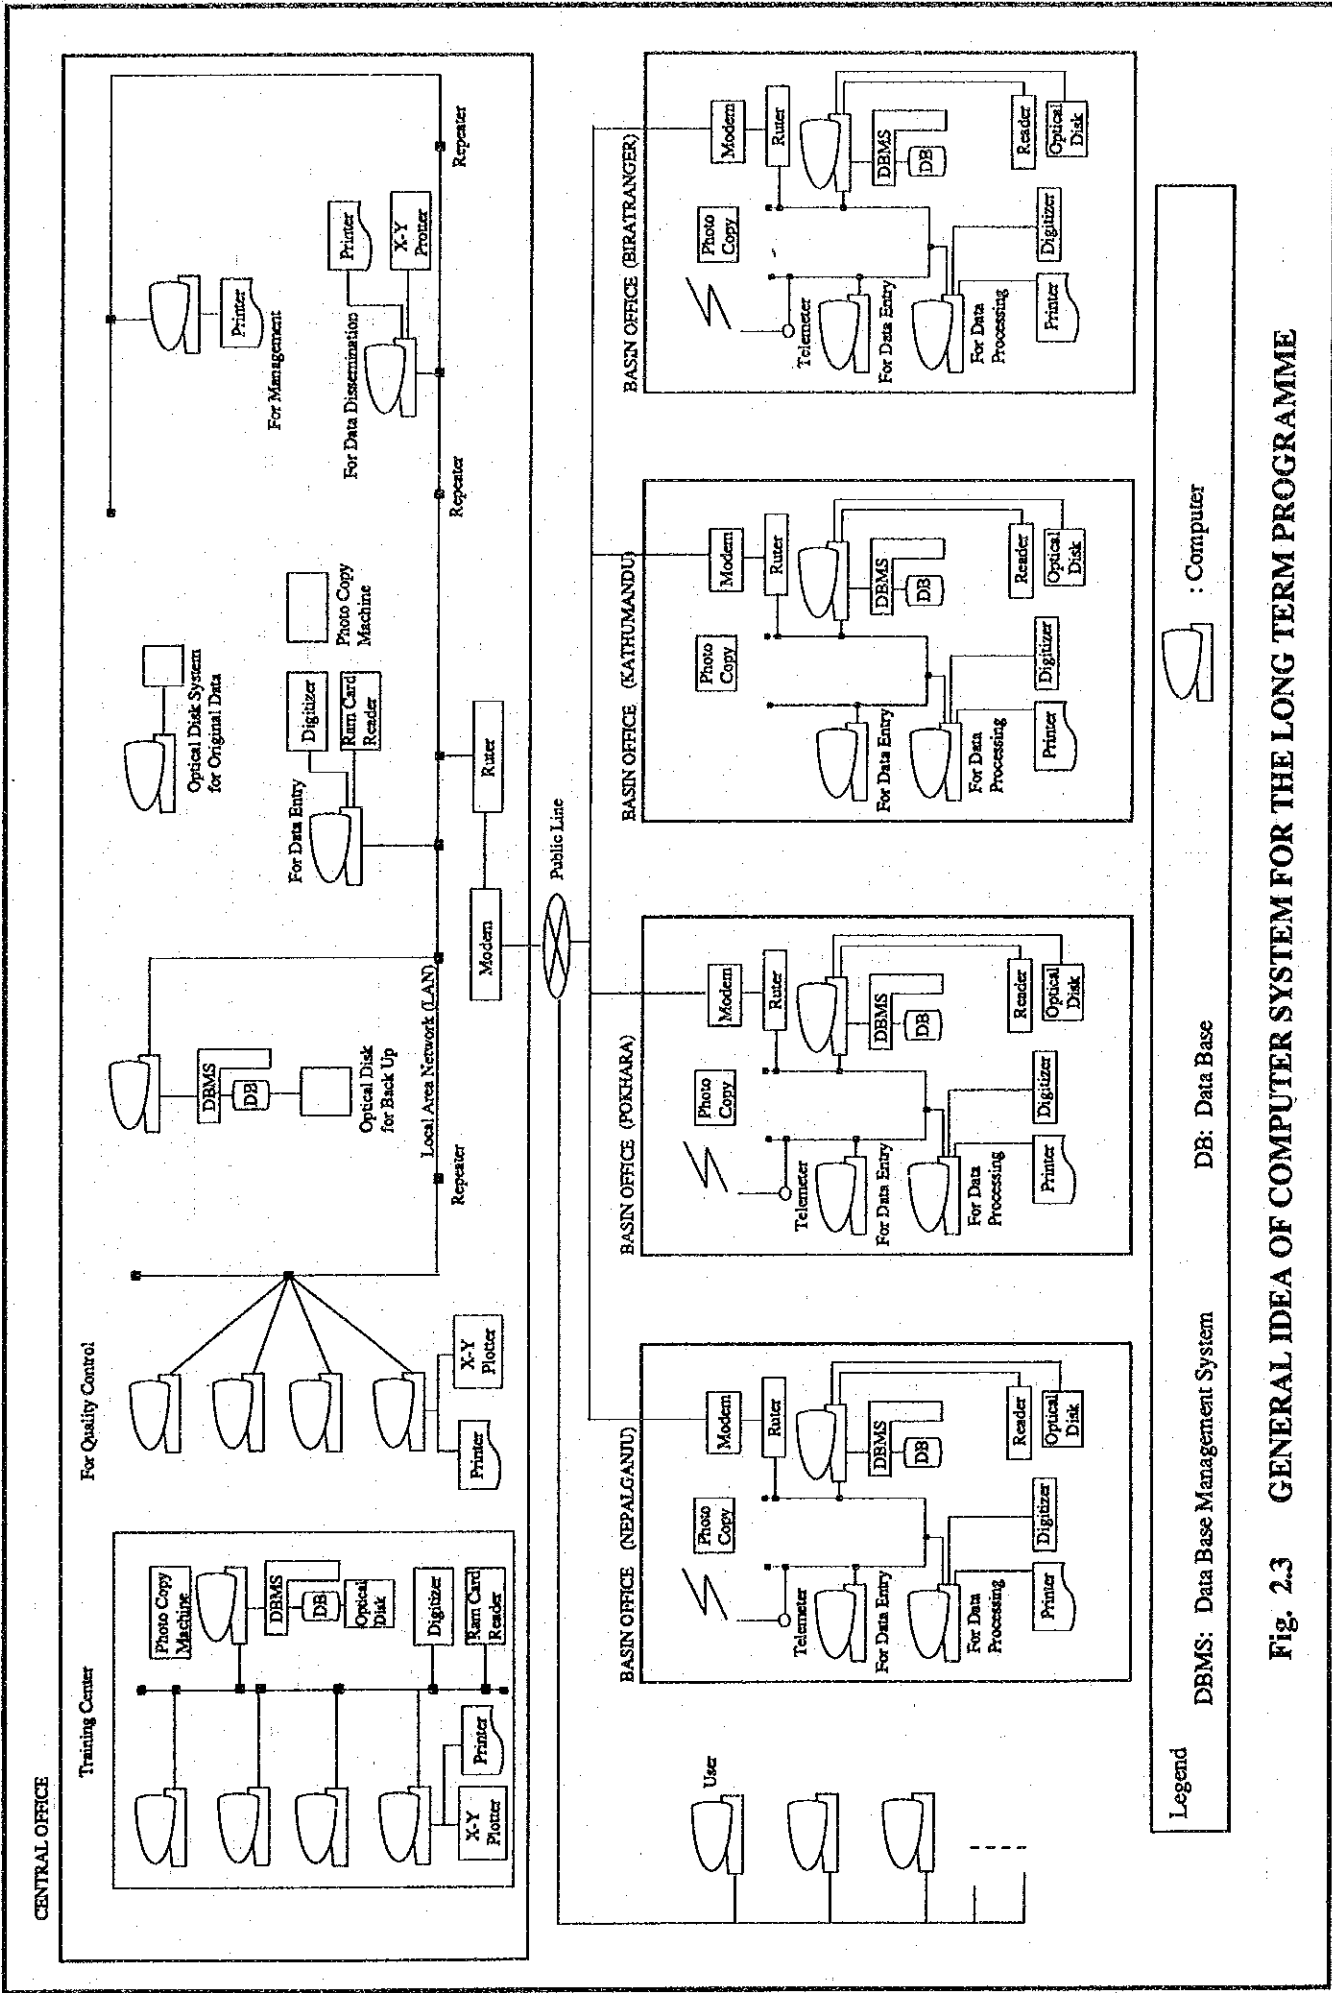 CENTRAL OFFICE
Training Center
Photo Copy
Machine
DBMS
DB
Optical
Disk
Digitizer
Ram Card
Reader
X-Y
Plotter
Printer
For Quality Control
Printer
X-Y
Plotter
DBMS
DB
Optical Disk
for Back Up
Local Area Network (LAN)
Repeater
Optical Disk System
for Original Data
For Data Entry
Digitizer
Ram Card
Reader
Photo Copy
Machine
Modem
Ruter
Repeater
Printer
For Management
For Data Dissemination
Printer
X-Y
Protter
Repeater
Public Line
User
BASIN OFFICE (NEPALGANJU)
Photo
Copy
Modem
Ruter
Telemeter
For Data Entry
DBMS
DB
For Data
Processing
Printer
Digitizer
Reader
Optical
Disk
BASIN OFFICE (POKHARA)
Photo
Copy
Modem
Ruter
Telemeter
For Data Entry
DBMS
DB
For Data
Processing
Printer
Digitizer
Reader
Optical
Disk
BASIN OFFICE (KATHUMANDU)
Photo
Copy
Modem
Ruter
For Data Entry
DBMS
DB
For Data
Processing
Printer
Digitizer
Reader
Optical
Disk
BASIN OFFICE (BIRATRANGER)
Photo
Copy
Modem
Ruter
Telemeter
For Data Entry
DBMS
DB
For Data
Processing
Printer
Digitizer
Reader
Optical
Disk
Legend
DBMS: Data Base Management System
DB: Data Base
: Computer
Fig. 2.3 GENERAL IDEA OF COMPUTER SYSTEM FOR THE LONG TERM PROGRAMME